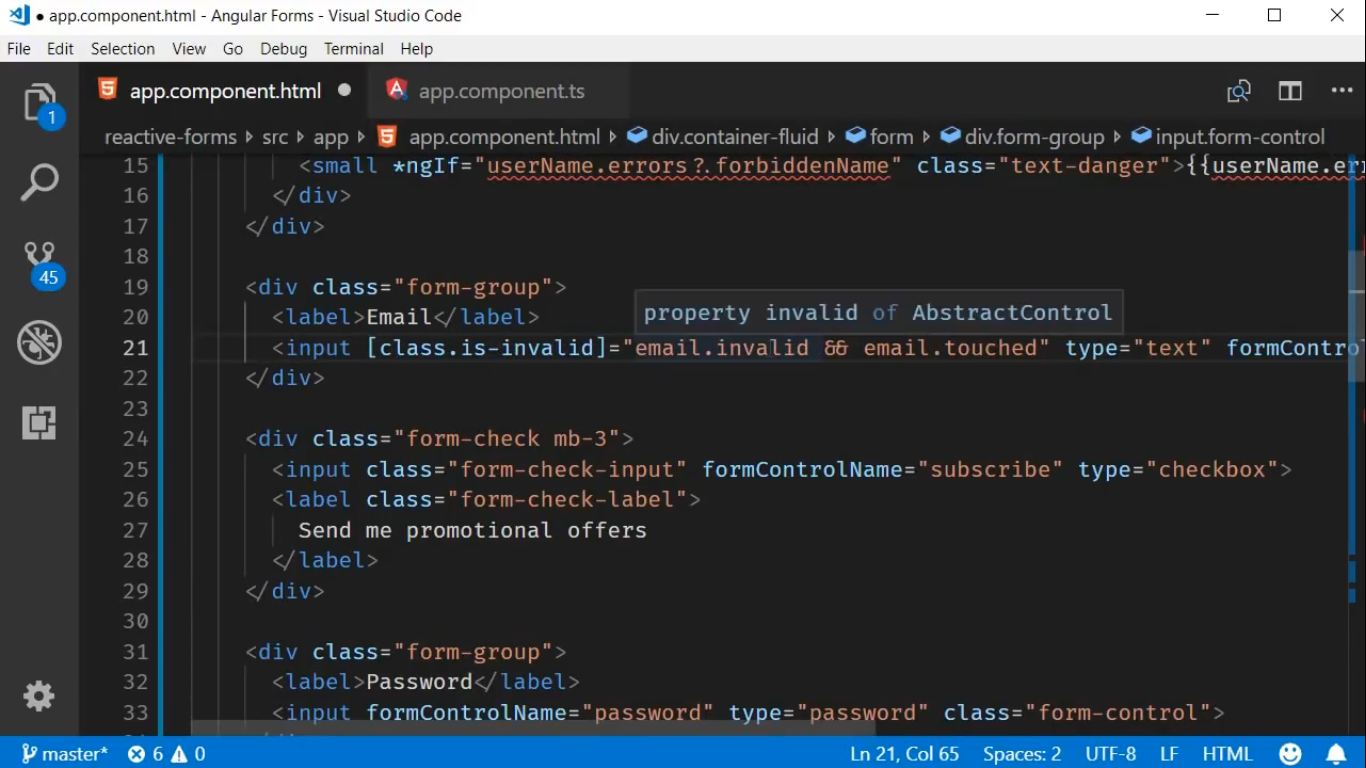 ● app.component.html - Angular Forms - Visual Studio Code
File Edit Selection View Go Debug Terminal Help
1 app.component.html ● app.component.ts
reactive-forms › src › app › app.component.html › div.container-fluid › form › div.form-group › input.form-control
15 <small *ngIf="userName.errors?.forbiddenName" class="text-danger">{{userName.err
16 </div>
17 </div>
18
19 <div class="form-group">
property invalid of AbstractControl
20 <label>Email</label>
21 <input [class.is-invalid]="email.invalid && email.touched" type="text" formContro
22 </div>
23
24 <div class="form-check mb-3">
25 <input class="form-check-input" formControlName="subscribe" type="checkbox">
26 <label class="form-check-label">
27 Send me promotional offers
28 </label>
29 </div>
30
31 <div class="form-group">
32 <label>Password</label>
33 <input formControlName="password" type="password" class="form-control">
45
master* 6 0 Ln 21, Col 65 Spaces: 2 UTF-8 LF HTML